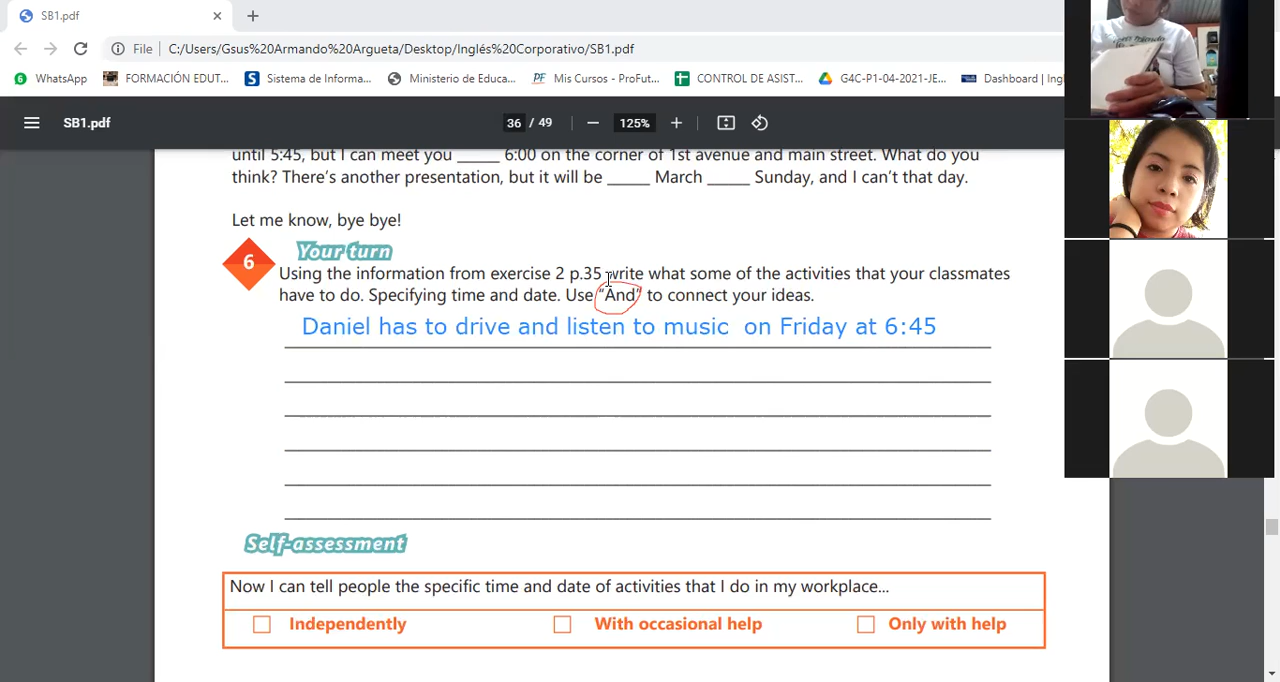 SB1.pdf
File
C:/Users/Gsus%20Armando%20Argueta/Desktop/Inglés%20Corporativo/SB1.pdf
WhatsApp
FORMACIÓN EDUT...
Sistema de Informa...
Ministerio de Educa...
Mis Cursos - ProFut...
CONTROL DE ASIST...
G4C-P1-04-2021-JE...
Dashboard | Ingl
SB1.pdf
36 / 49
125%
until 5:45, but I can meet you _____ 6:00 on the corner of 1st avenue and main street. What do you
think? There's another presentation, but it will be _____ March _____ Sunday, and I can't that day.
Let me know, bye bye!
6
Your turn
Using the information from exercise 2 p.35 write what some of the activities that your classmates
have to do. Specifying time and date. Use "And" to connect your ideas.
Daniel has to drive and listen to music on Friday at 6:45
Self-assessment
Now I can tell people the specific time and date of activities that I do in my workplace...
Independently
With occasional help
Only with help